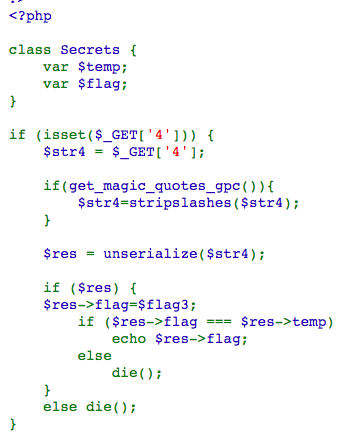 <?php
class Secrets {
    var $temp;
    var $flag;
}
if (isset($_GET['4'])) {
    $str4 = $_GET['4'];
    if(get_magic_quotes_gpc()){
        $str4=stripslashes($str4);
    }
    $res = unserialize($str4);
    if ($res) {
    $res->flag=$flag3;
        if ($res->flag === $res->temp)
            echo $res->flag;
        else
            die();
    }
    else die();
}